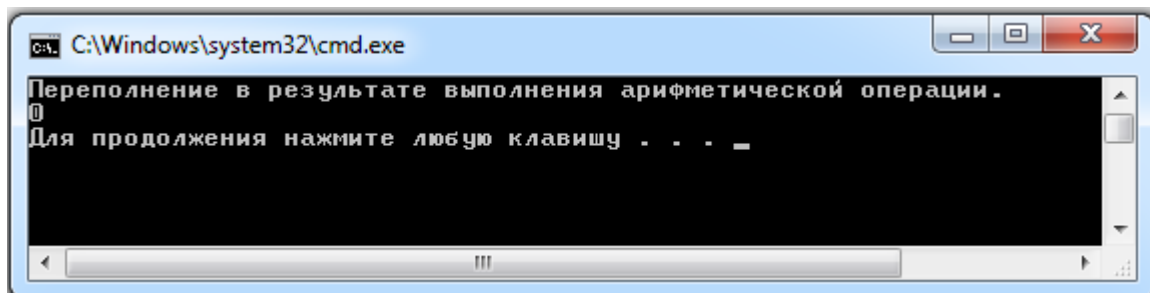 C:\Windows\system32\cmd.exe
Переполнение в результате выполнения арифметической операции.
0
Для продолжения нажмите любую клавишу . . . _